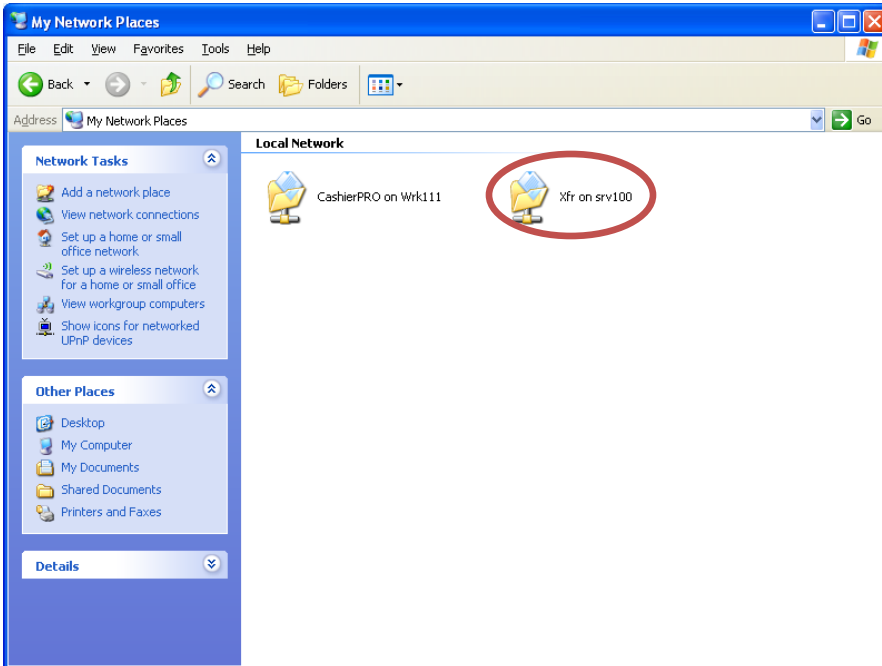 My Network Places
File Edit View Favorites Tools Help
Back Search Folders
Address My Network Places Go
Network Tasks
Add a network place
View network connections
Set up a home or small
office network
Set up a wireless network
for a home or small office
View workgroup computers
Show icons for networked
UPnP devices
Other Places
Desktop
My Computer
My Documents
Shared Documents
Printers and Faxes
Details
Local Network
CashierPRO on Wrk111
Xfr on srv100